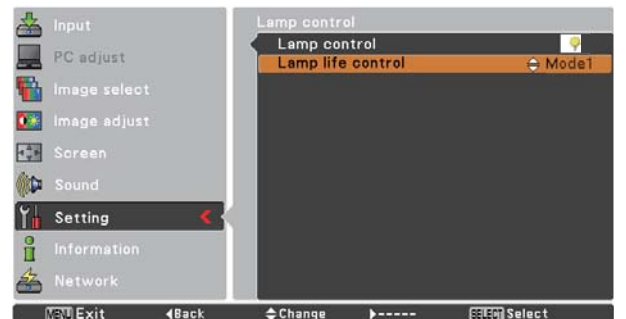 Input
PC adjust
Image select
Image adjust
Screen
Sound
Setting
Information
Network
Lamp control
Lamp control
Lamp life control Mode1
MENU Exit Back Change ----- SELECT Select